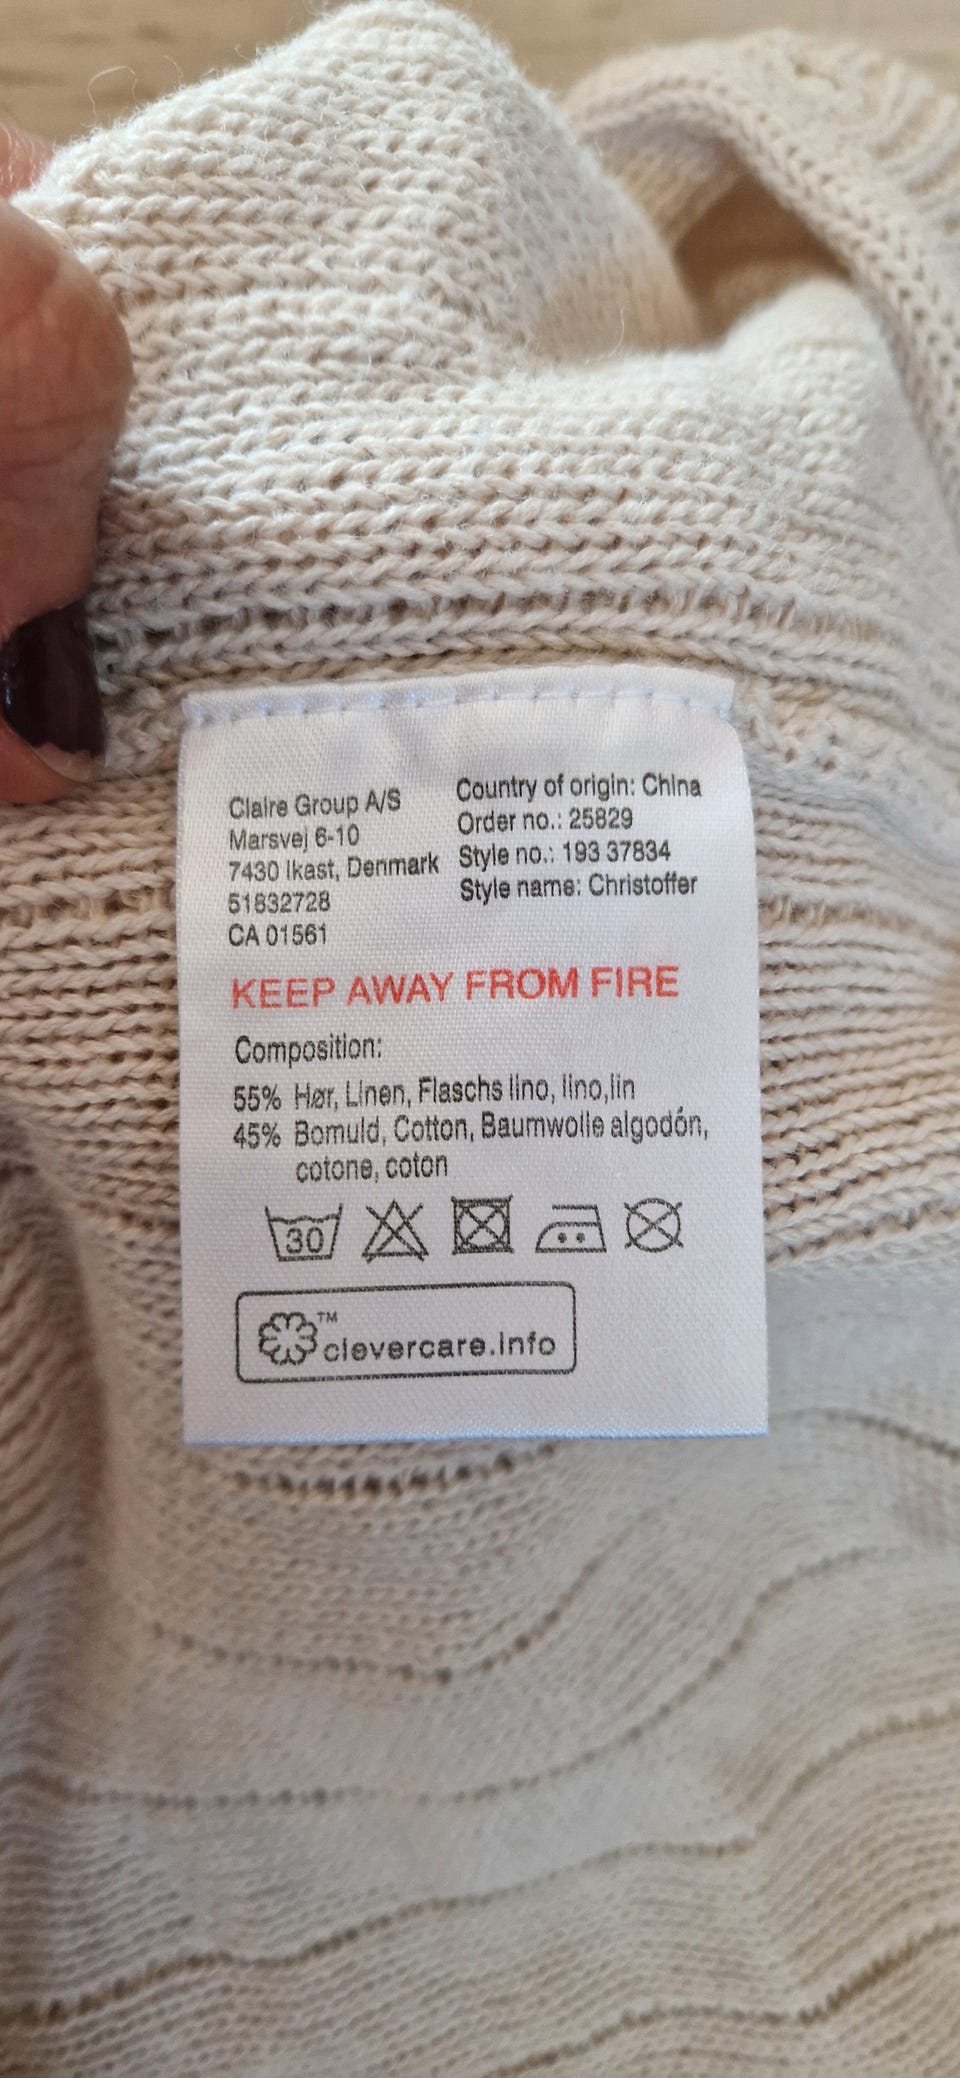 Claire Group A/S
Marsvej 6-10
7430 Ikast, Denmark
51832728
CA 01561
Country of origin: China
Order no.: 25829
Style no.: 193 37834
Style name: Christoffer
KEEP AWAY FROM FIRE
Composition:
55% Hør, Linen, Flaschs lino, lino,lin
45% Bomuld, Cotton, Baumwolle algodón,
cotone, coton
30
™
clevercare.info